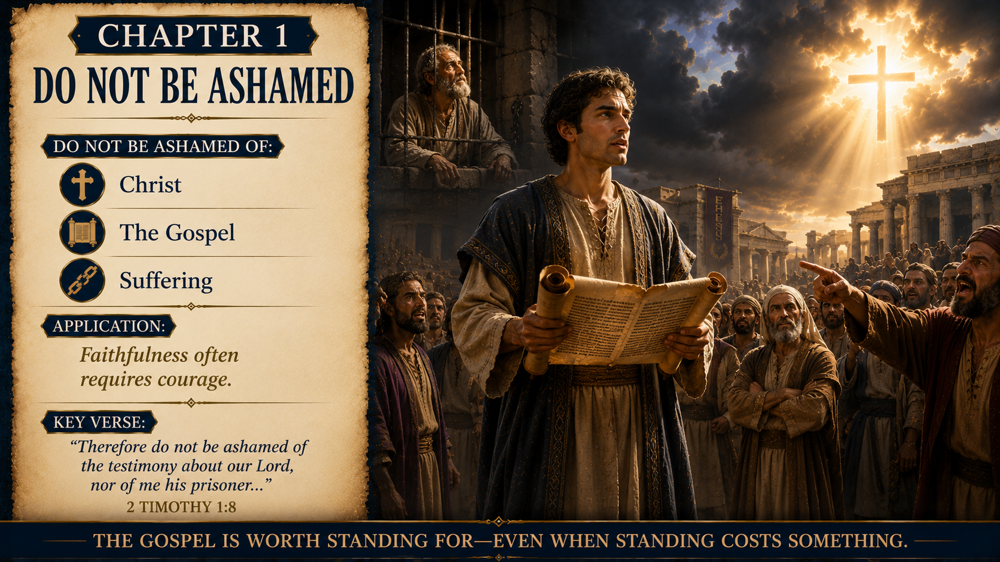 CHAPTER 1
DO NOT BE ASHAMED
DO NOT BE ASHAMED OF:
Christ
The Gospel
Suffering
APPLICATION:
Faithfulness often
requires courage.
KEY VERSE:
“Therefore do not be ashamed of
the testimony about our Lord,
nor of me his prisoner...”
2 TIMOTHY 1:8
EHESUS
THE GOSPEL IS WORTH STANDING FOR—EVEN WHEN STANDING COSTS SOMETHING.